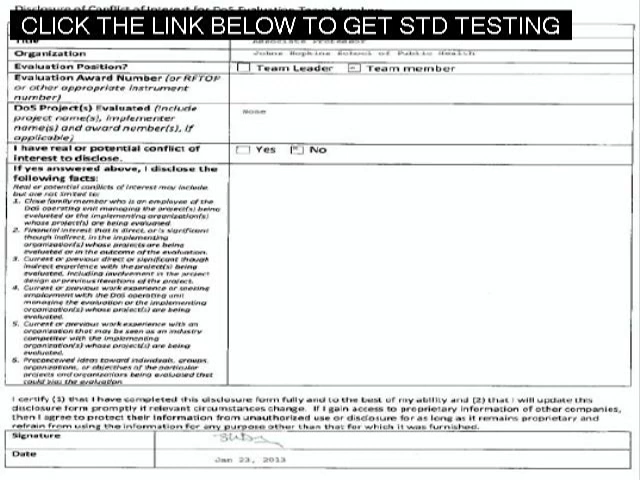 Disclosure of Conflict of Interest for DoS Evaluation Team Members
CLICK THE LINK BELOW TO GET STD TESTING
Title
Associate Professor
Organization
Johns Hopkins School of Public Health
Evaluation Position?
Team Leader Team member
Evaluation Award Number (or RFTOP
or other appropriate instrument
number)
DoS Project(s) Evaluated (Include
project name(s), implementer
name(s) and award number(s), if
applicable)
None
I have real or potential conflict of
interest to disclose.
Yes No
If yes answered above, I disclose the
following facts:
Real or potential conflicts of interest may include,
but are not limited to:
1. Close family member who is an employee of the
DoS operating unit managing the project(s) being
evaluated or the implementing organization(s)
whose project(s) are being evaluated.
2. Financial interest that is direct, or is significant
though indirect, in the implementing
organization(s) whose projects are being
evaluated or in the outcome of the evaluation.
3. Current or previous direct or significant though
indirect experience with the project(s) being
evaluated, including involvement in the project
design or previous iterations of the project.
4. Current or previous work experience or seeking
employment with the DoS operating unit
managing the evaluation or the implementing
organization(s) whose project(s) are being
evaluated.
5. Current or previous work experience with an
organization that may be seen as an industry
competitor with the implementing
organization(s) whose project(s) are being
evaluated.
6. Preconceived ideas toward individuals, groups,
organizations, or objectives of the particular
projects and organizations being evaluated that
could bias the evaluation.
I certify (1) that I have completed this disclosure form fully and to the best of my ability and (2) that I will update this
disclosure form promptly if relevant circumstances change. If I gain access to proprietary information of other companies,
then I agree to protect their information from unauthorized use or disclosure for as long as it remains proprietary and
refrain from using the information for any purpose other than that for which it was furnished.
Signature
Date
Jan 23, 2013